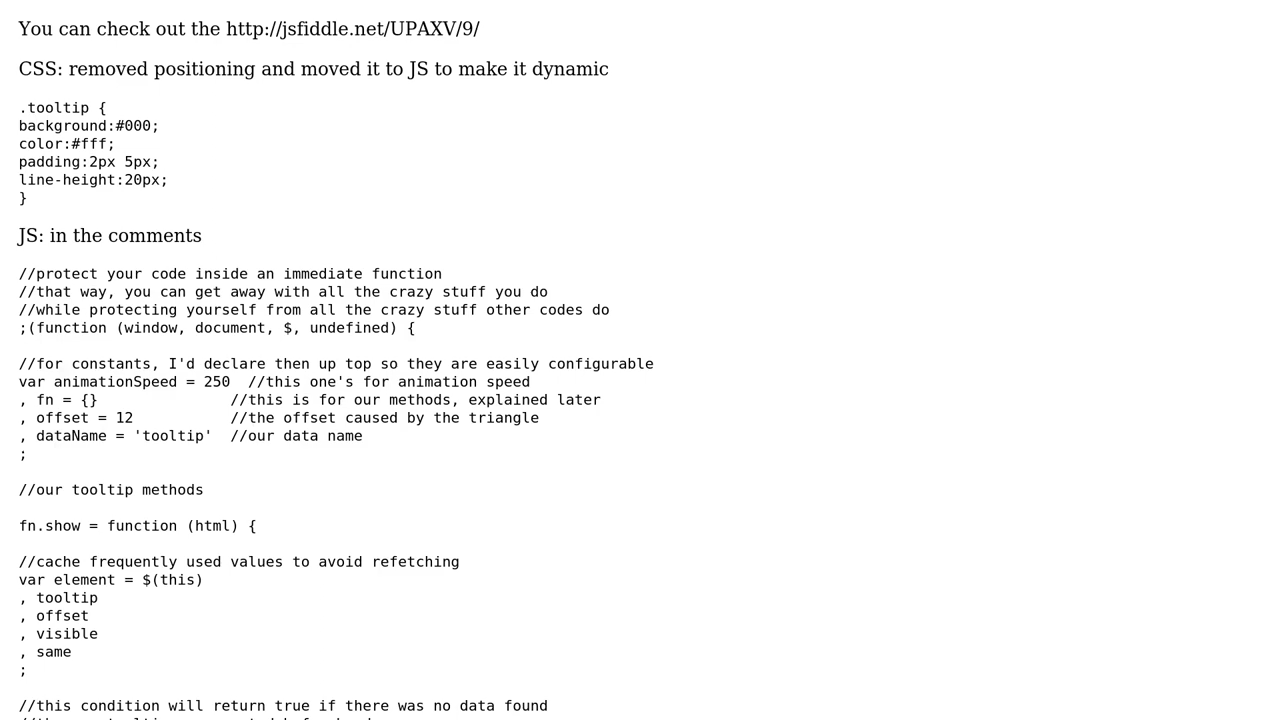 You can check out the http://jsfiddle.net/UPAXV/9/
CSS: removed positioning and moved it to JS to make it dynamic
.tooltip {
background:#000;
color:#fff;
padding:2px 5px;
line-height:20px;
}
JS: in the comments
//protect your code inside an immediate function
//that way, you can get away with all the crazy stuff you do
//while protecting yourself from all the crazy stuff other codes do
;(function (window, document, $, undefined) {
//for constants, I'd declare then up top so they are easily configurable
var animationSpeed = 250  //this one's for animation speed
, fn = {}               //this is for our methods, explained later
, offset = 12           //the offset caused by the triangle
, dataName = 'tooltip'  //our data name
;
//our tooltip methods
fn.show = function (html) {
//cache frequently used values to avoid refetching
var element = $(this)
, tooltip
, offset
, visible
, same
;
//this condition will return true if there was no data found